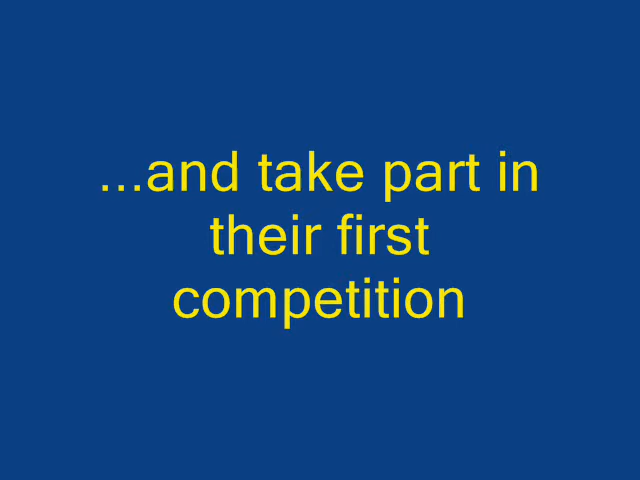 ...and take part in
their first
competition